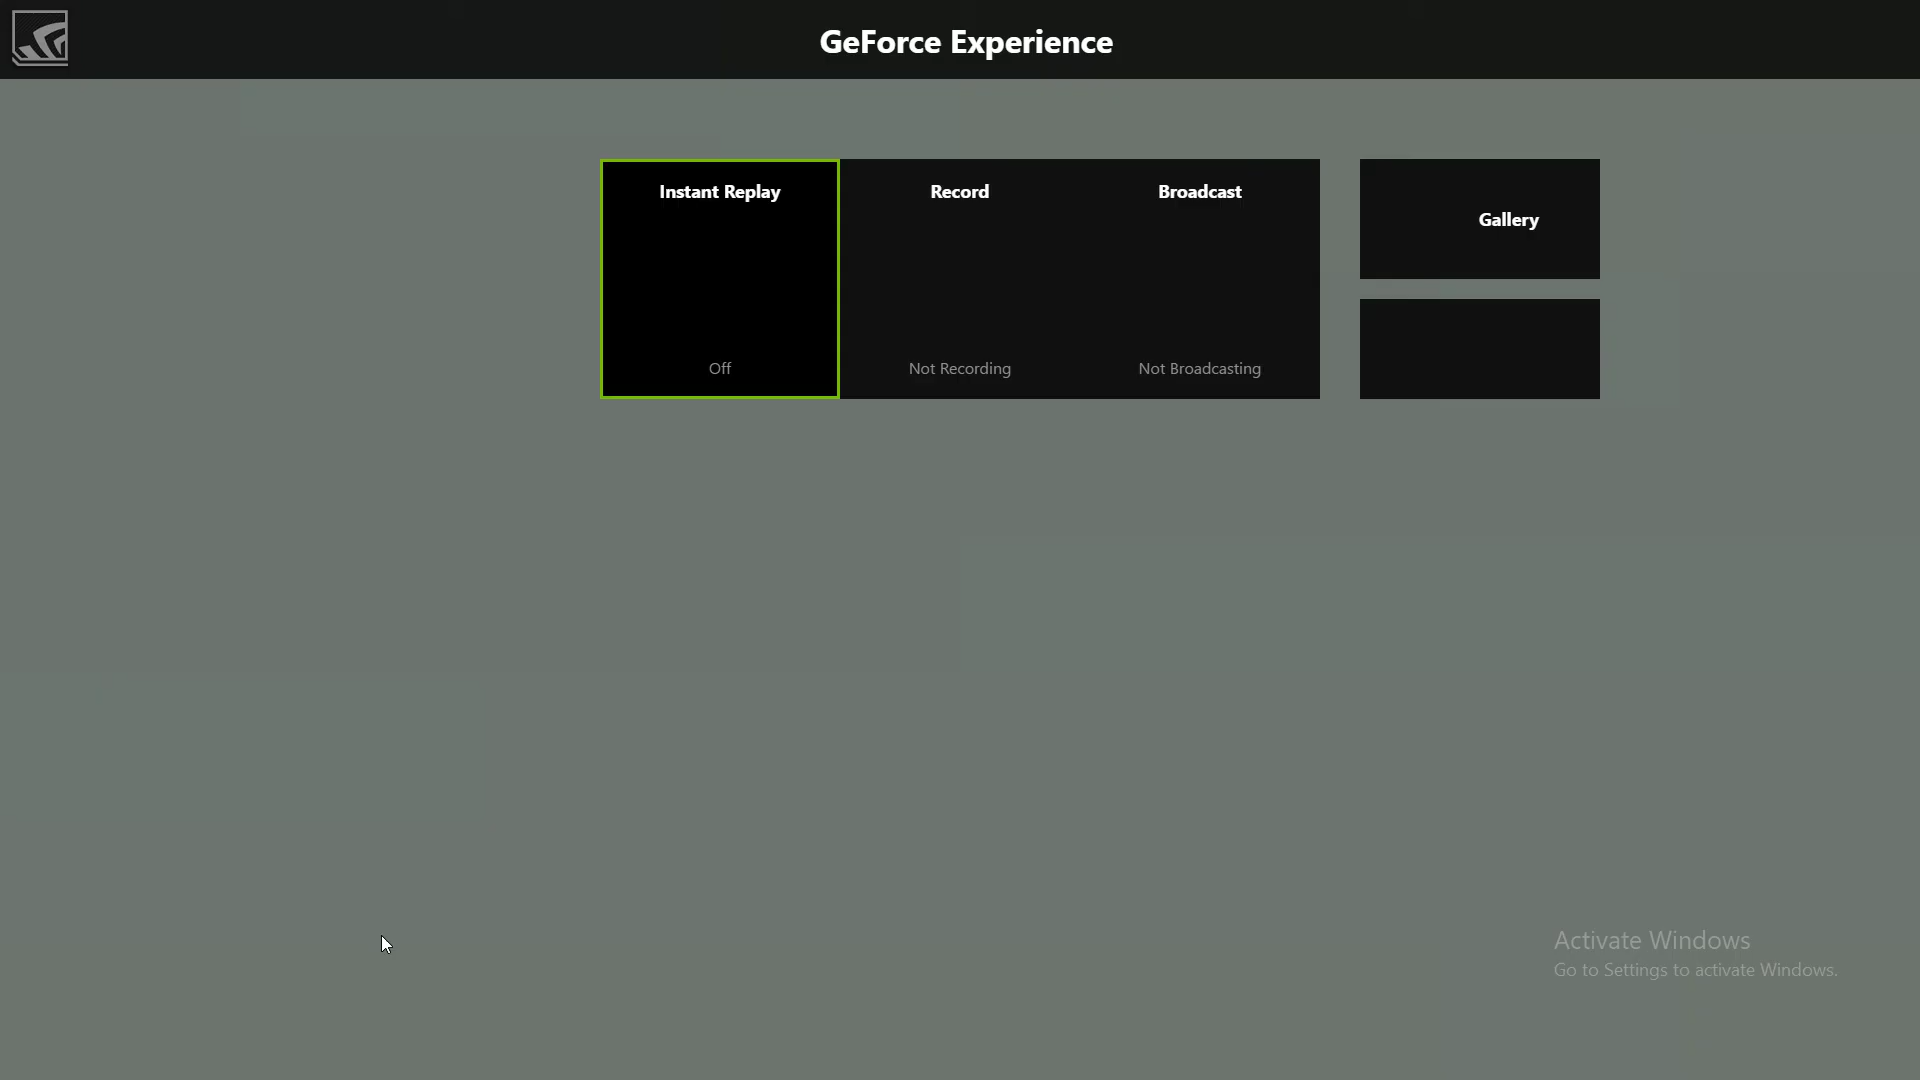 GeForce Experience
Instant Replay
Record
Broadcast
Gallery
Off
Not Recording
Not Broadcasting
Activate Windows
Go to Settings to activate Windows.